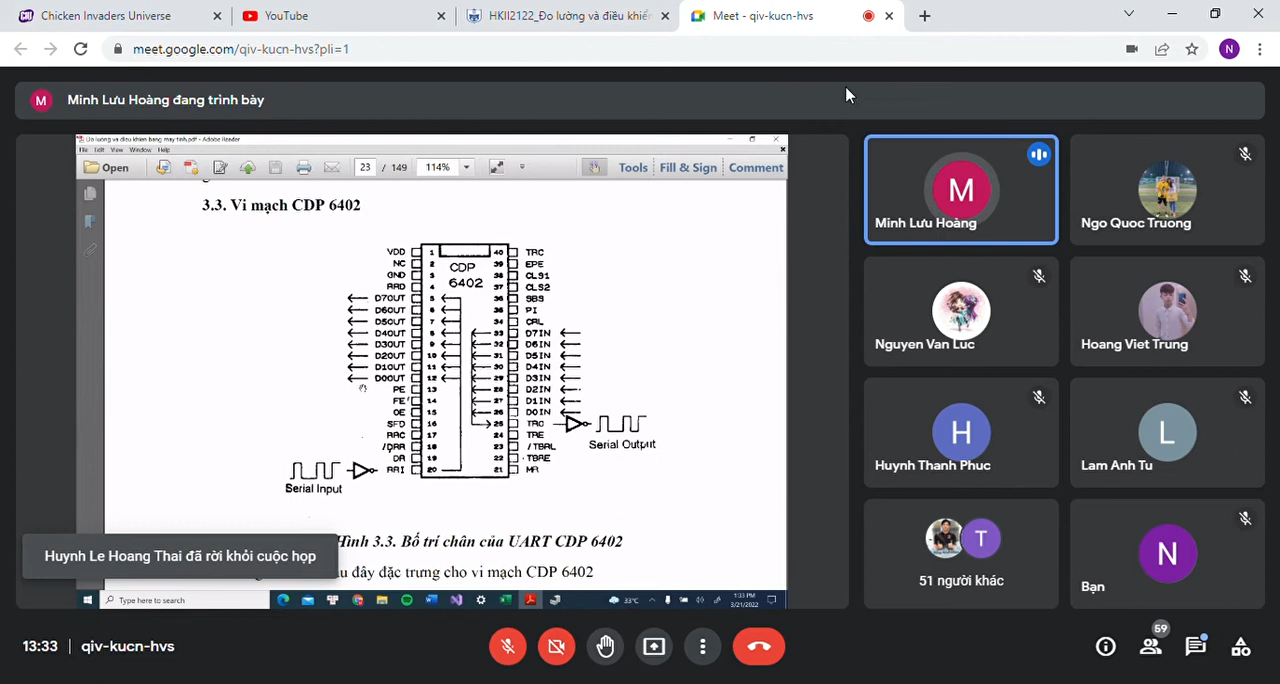 Chicken Invaders Universe
YouTube
HKII2122_Đo lường và điều khiển
Meet - qiv-kucn-hvs
meet.google.com/qiv-kucn-hvs?pli=1
N
M
Minh Lưu Hoàng đang trình bày
Do luong va dieu khien bang may tinh.pdf - Adobe Reader
File Edit View Window Help
Open
23 / 149
114%
Tools
Fill & Sign
Comment
3.3. Vi mạch CDP 6402
CDP
6402
VDD 1 40 TRC
NC 2 39 EPE
GND 3 38 CLS1
RRD 4 37 CLS2
D7OUT 5 36 SBS
D6OUT 6 35 PI
D5OUT 7 34 CRL
D4OUT 8 33 D7IN
D3OUT 9 32 D6IN
D2OUT 10 31 D5IN
D1OUT 11 30 D4IN
D0OUT 12 29 D3IN
PE 13 28 D2IN
FE 14 27 D1IN
OE 15 26 D0IN
SFD 16 25 TRO
RRC 17 24 TRE
/DRR 18 23 /TBRL
DR 19 22 TBRE
RRI 20 21 MR
Serial Output
Serial Input
Hình 3.3. Bố trí chân của UART CDP 6402
đây đặc trưng cho vi mạch CDP 6402
Huynh Le Hoang Thai đã rời khỏi cuộc họp
Type here to search
33°C
1:33 PM
3/21/2022
M
Minh Lưu Hoàng
Ngo Quoc Truong
Nguyen Van Luc
Hoang Viet Trung
H
Huynh Thanh Phuc
L
Lam Anh Tu
T
51 người khác
N
Bạn
13:33
qiv-kucn-hvs
59